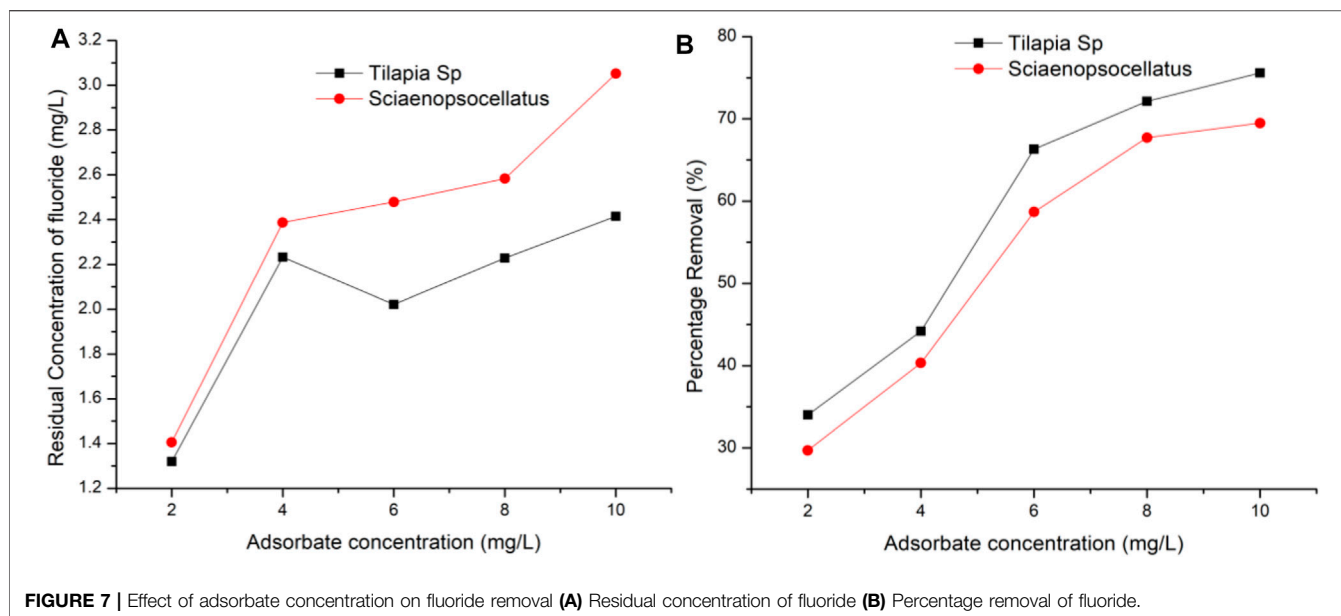 A
3.2
3.0
2.8
2.6
2.4
2.2
2.0
1.8
1.6
1.4
1.2
Residual Concentration of fluoride (mg/L)
Tilapia Sp
Sciaenopsocellatus
2 4 6 8 10
Adsorbate concentration (mg/L)
B
80
70
60
50
40
30
Percentage Removal (%)
Tilapia Sp
Sciaenopsocellatus
2 4 6 8 10
Adsorbate concentration (mg/L)
FIGURE 7 | Effect of adsorbate concentration on fluoride removal (A) Residual concentration of fluoride (B) Percentage removal of fluoride.